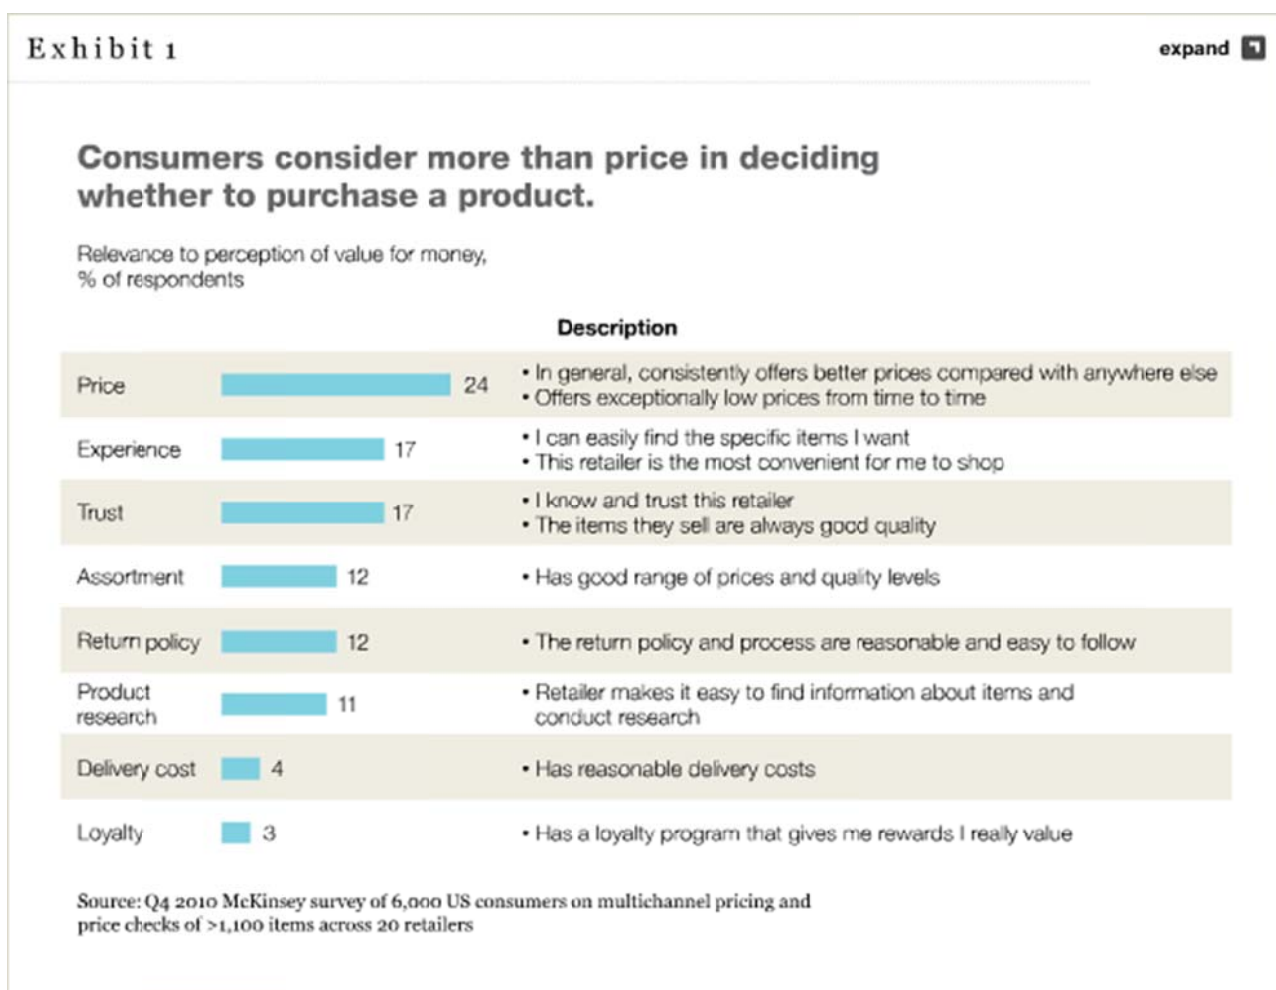 Exhibit 1
expand
Consumers consider more than price in deciding
whether to purchase a product.
Relevance to perception of value for money,
% of respondents
Description
Price
24
• In general, consistently offers better prices compared with anywhere else
• Offers exceptionally low prices from time to time
Experience
17
• I can easily find the specific items I want
• This retailer is the most convenient for me to shop
Trust
17
• I know and trust this retailer
• The items they sell are always good quality
Assortment
12
• Has good range of prices and quality levels
Return policy
12
• The return policy and process are reasonable and easy to follow
Product
research
11
• Retailer makes it easy to find information about items and
conduct research
Delivery cost
4
• Has reasonable delivery costs
Loyalty
3
• Has a loyalty program that gives me rewards I really value
Source: Q4 2010 McKinsey survey of 6,000 US consumers on multichannel pricing and
price checks of >1,100 items across 20 retailers